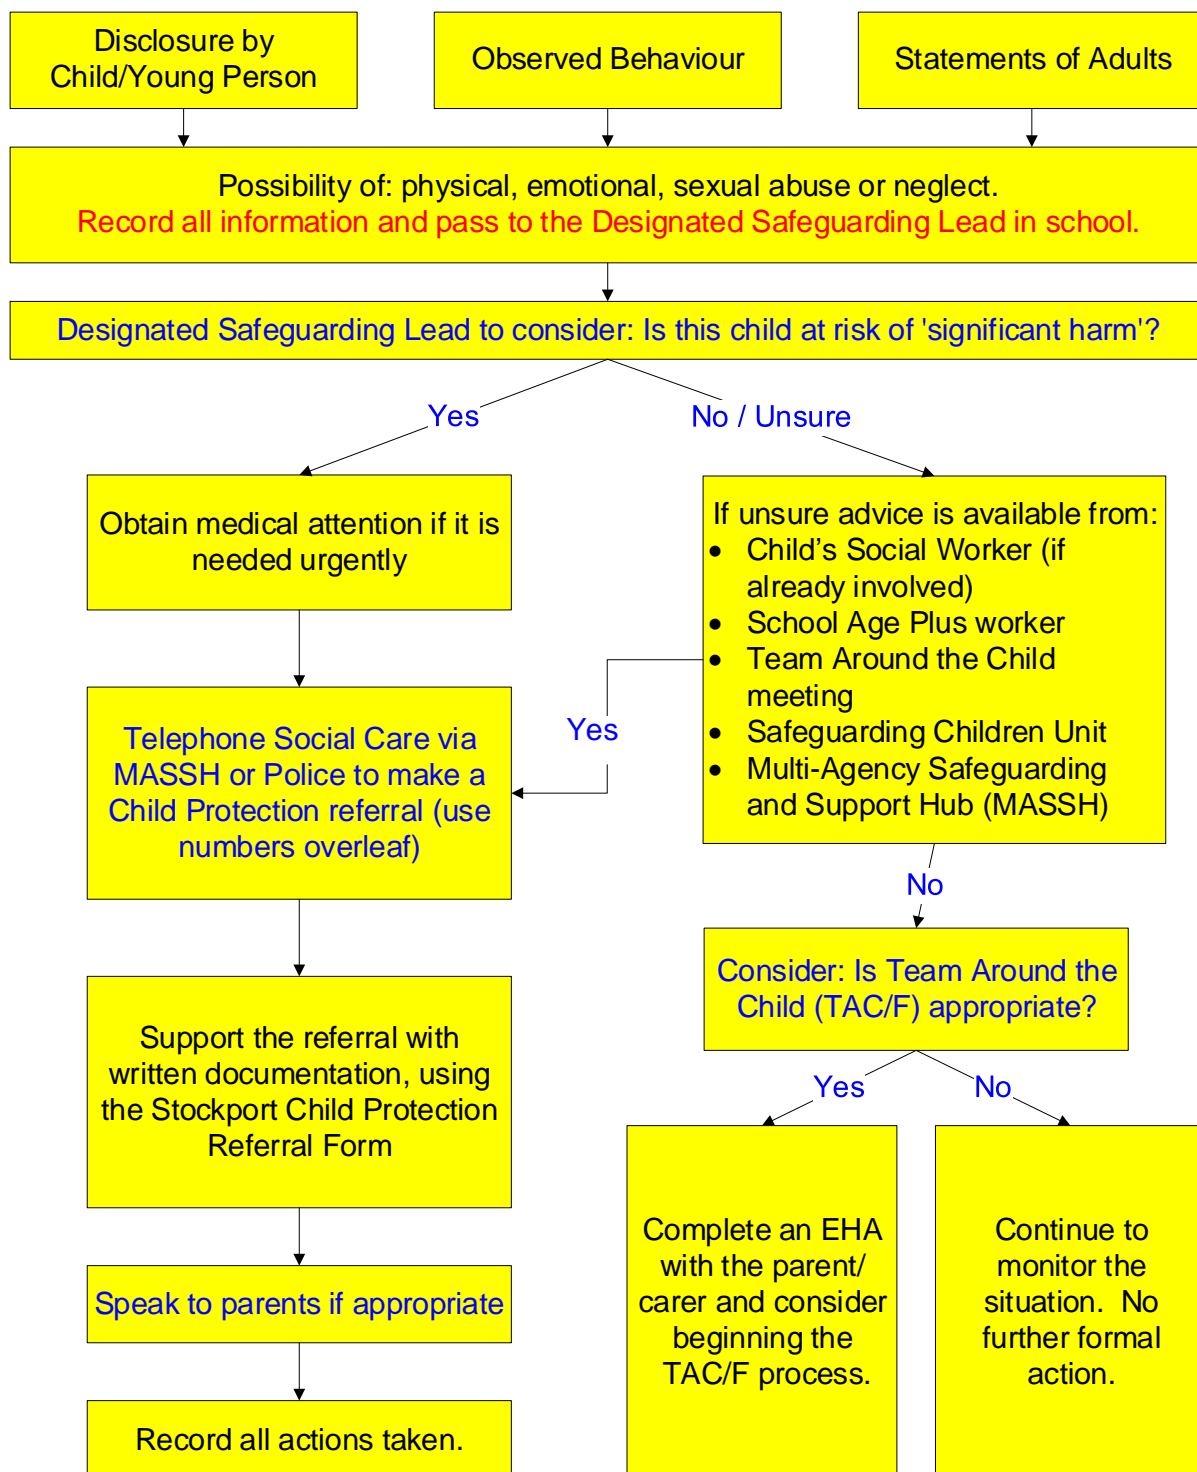 Disclosure by
Child/Young Person
Observed Behaviour
Statements of Adults
Possibility of: physical, emotional, sexual abuse or neglect.
Record all information and pass to the Designated Safeguarding Lead in school.
Designated Safeguarding Lead to consider: Is this child at risk of 'significant harm'?
Yes
No / Unsure
Obtain medical attention if it is
needed urgently
If unsure advice is available from:
• Child’s Social Worker (if
already involved)
• School Age Plus worker
• Team Around the Child
meeting
• Safeguarding Children Unit
• Multi-Agency Safeguarding
and Support Hub (MASSH)
Yes
Telephone Social Care via
MASSH or Police to make a
Child Protection referral (use
numbers overleaf)
No
Consider: Is Team Around the
Child (TAC/F) appropriate?
Support the referral with
written documentation, using
the Stockport Child Protection
Referral Form
Yes
No
Speak to parents if appropriate
Complete an EHA
with the parent/
carer and consider
beginning the
TAC/F process.
Continue to
monitor the
situation.  No
further formal
action.
Record all actions taken.